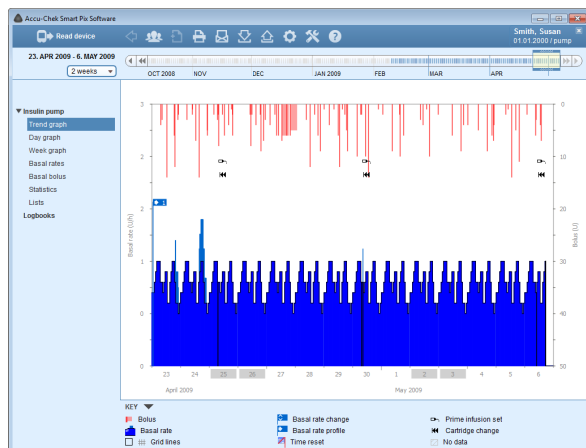 Accu-Chek Smart Pix Software
Read device
Smith, Susan
01.01.2000 / pump
23. APR 2009 - 6. MAY 2009
2 weeks
OCT 2008 NOV DEC JAN 2009 FEB MAR APR
Insulin pump
Trend graph
Day graph
Week graph
Basal rates
Basal bolus
Statistics
Lists
Logbooks
Basal rate (U/h)
3
2
2
1
0
1
Bolus (U)
0
10
20
30
40
50
23 24 25 26 27 28 29 30 1 2 3 4 5 6
April 2009 May 2009
KEY
Bolus Basal rate change Prime infusion set
Basal rate Basal rate profile Cartridge change
Grid lines Time reset No data